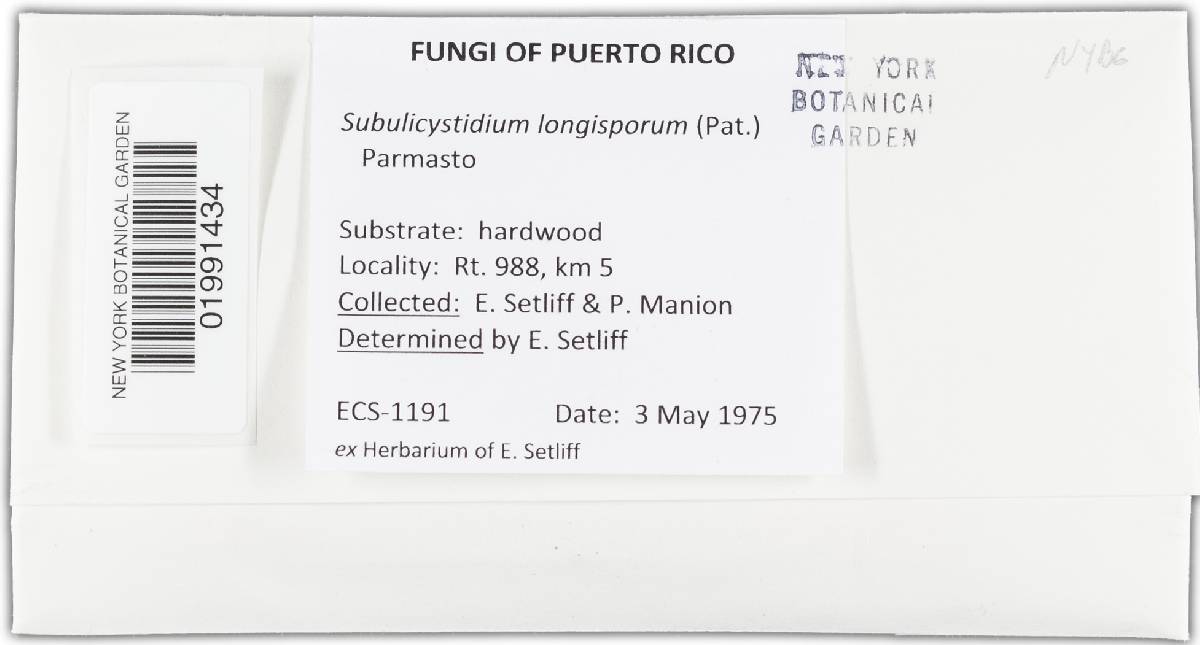 FUNGI OF PUERTO RICO
Subulicystidium longisporum (Pat.)
Parmasto
Substrate: hardwood
Locality: Rt. 988, km 5
Collected: E. Setliff & P. Manion
Determined by E. Setliff
ECS-1191 Date: 3 May 1975
ex Herbarium of E. Setliff
NEW YORK BOTANICAL GARDEN
01991434
NEW YORK
BOTANICAL
GARDEN
NYBG